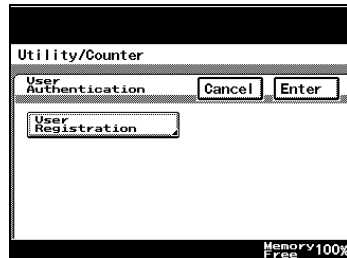 Utility/Counter
User
Authentication
Cancel
Enter
User
Registration
Memory
Free 100%